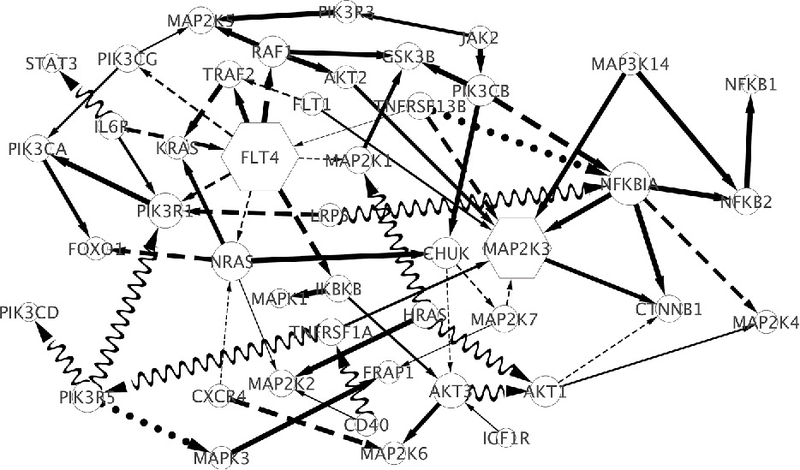 PIK3R3
MAP2K5
JAK2
RAF1
PIK3CG
GSK3B
STAT3
TRAF2
AKT2
MAP3K14
NFKB1
PIK3CB
FLT1
TNFRSF13B
IL6R
KRAS
PIK3CA
FLT4
MAP2K1
NFKBIA
NFKB2
PIK3R1
LRP5
FOXO1
NRAS
CHUK
MAP2K3
IKBKB
MAPK1
CTNNB1
PIK3CD
TNFRSF1A
HRAS
MAP2K7
MAP2K4
FRAP1
MAP2K2
PIK3R5
CXCR4
AKT3
AKT1
CD40
IGF1R
MAPK3
MAP2K6